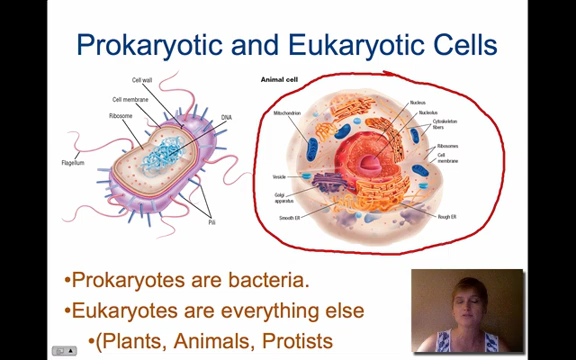 Prokaryotic and Eukaryotic Cells
Cell wall
Cell membrane
Ribosome
DNA
Flagellum
Pili
Animal cell
Mitochondrion
Nucleus
Nucleolus
Cytoskeleton
fibers
Ribosomes
Cell
membrane
Vesicle
Golgi
apparatus
Smooth ER
Rough ER
•Prokaryotes are bacteria.
•Eukaryotes are everything else
•(Plants, Animals, Protists